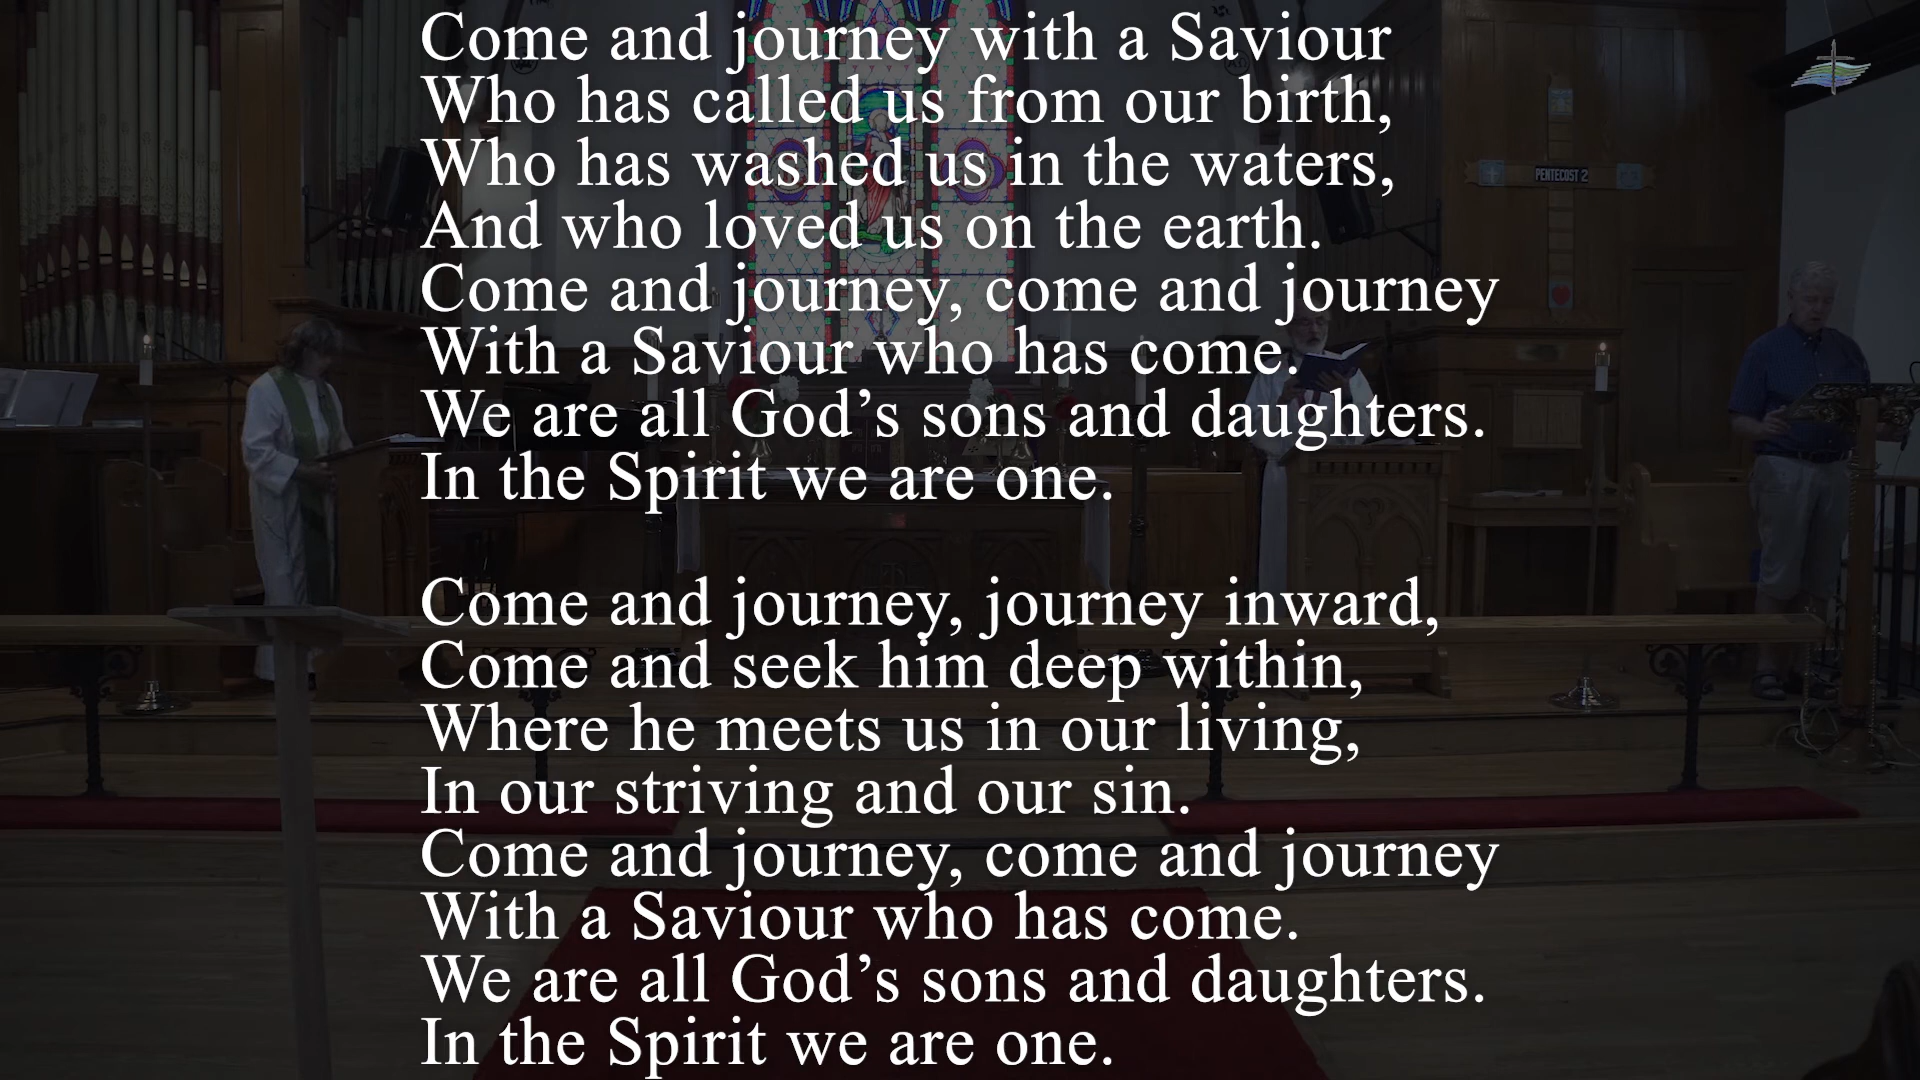 Come and journey with a Saviour
Who has called us from our birth,
Who has washed us in the waters,
And who loved us on the earth.
Come and journey, come and journey
With a Saviour who has come.
We are all God’s sons and daughters.
In the Spirit we are one.
Come and journey, journey inward,
Come and seek him deep within,
Where he meets us in our living,
In our striving and our sin.
Come and journey, come and journey
With a Saviour who has come.
We are all God’s sons and daughters.
In the Spirit we are one.
PENTECOST 2